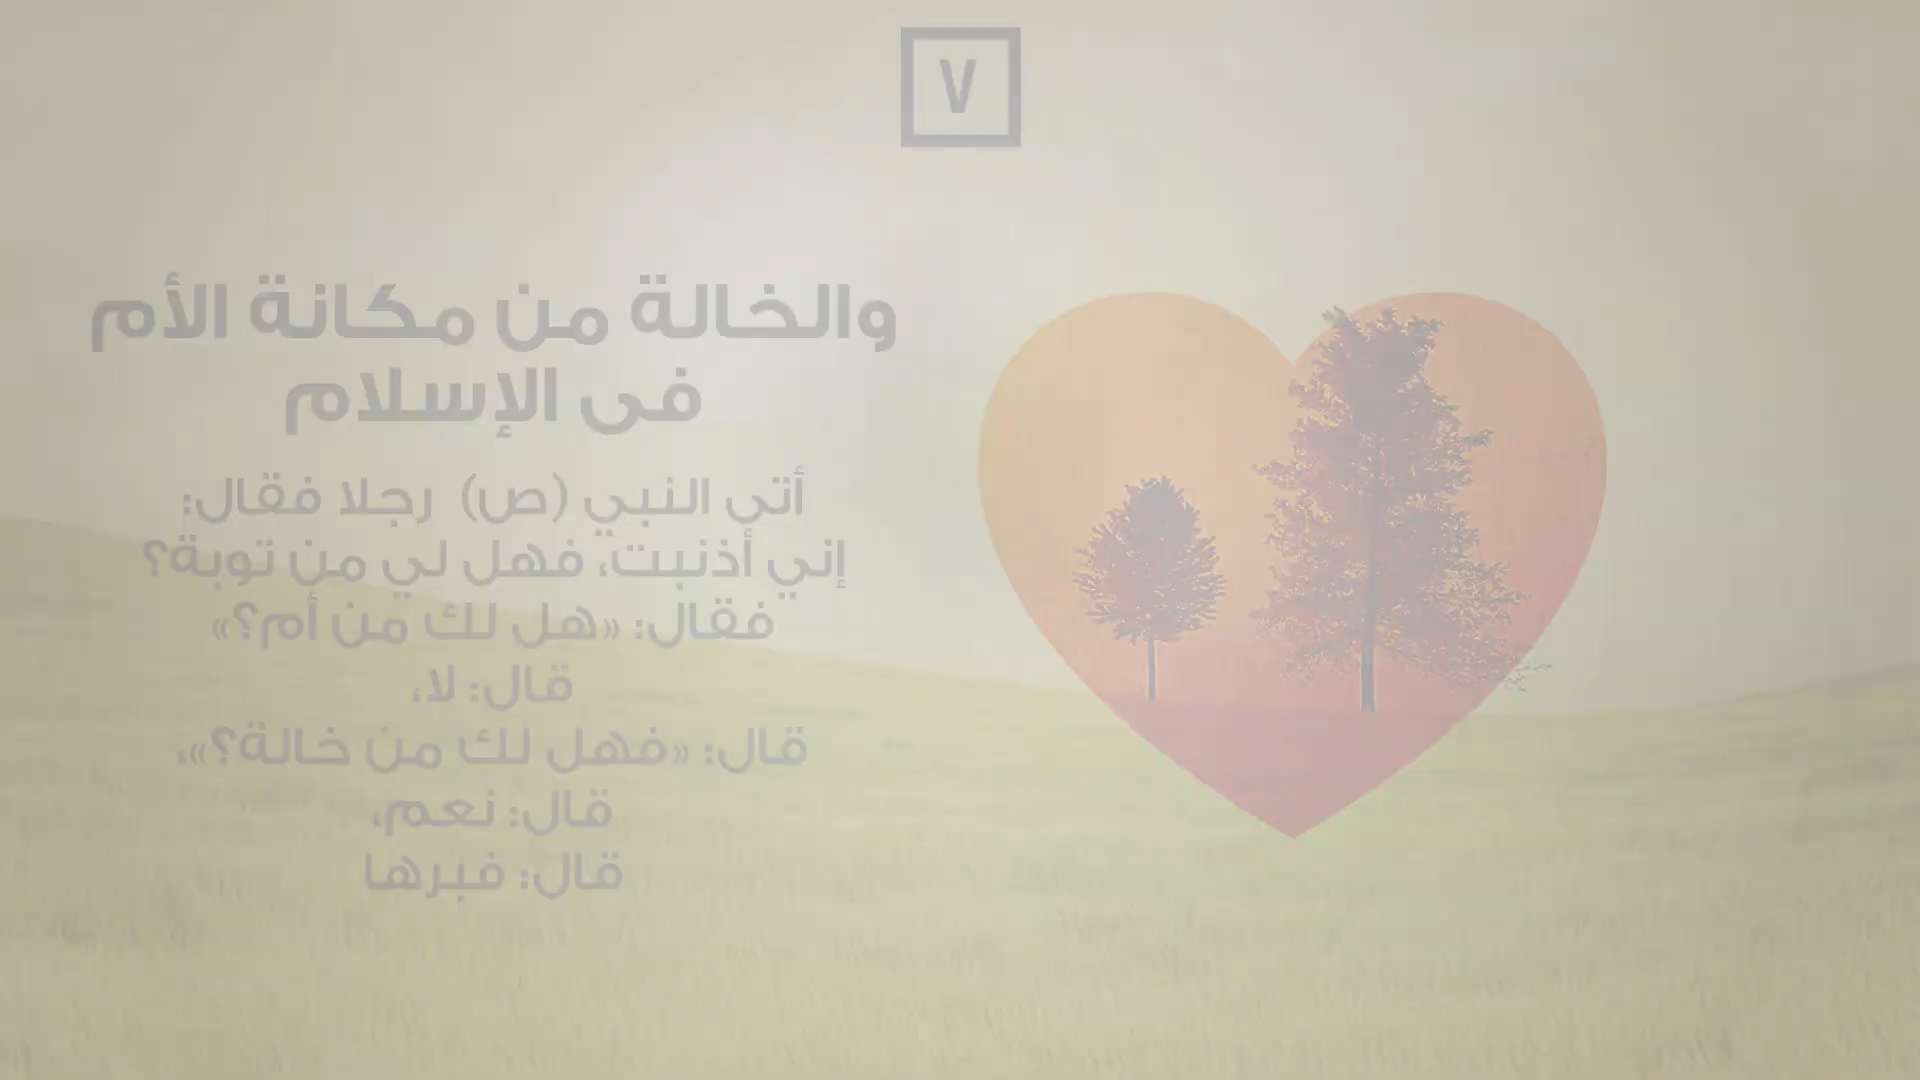 ٧
والخالة من مكانة الأم
فى الإسلام
أتى النبي (ص) رجلا فقال:
إني أذنبت، فهل لي من توبة؟
فقال: «هل لك من أم؟»
قال: لا،
قال: «فهل لك من خالة؟»،
قال: نعم،
قال: فبرها